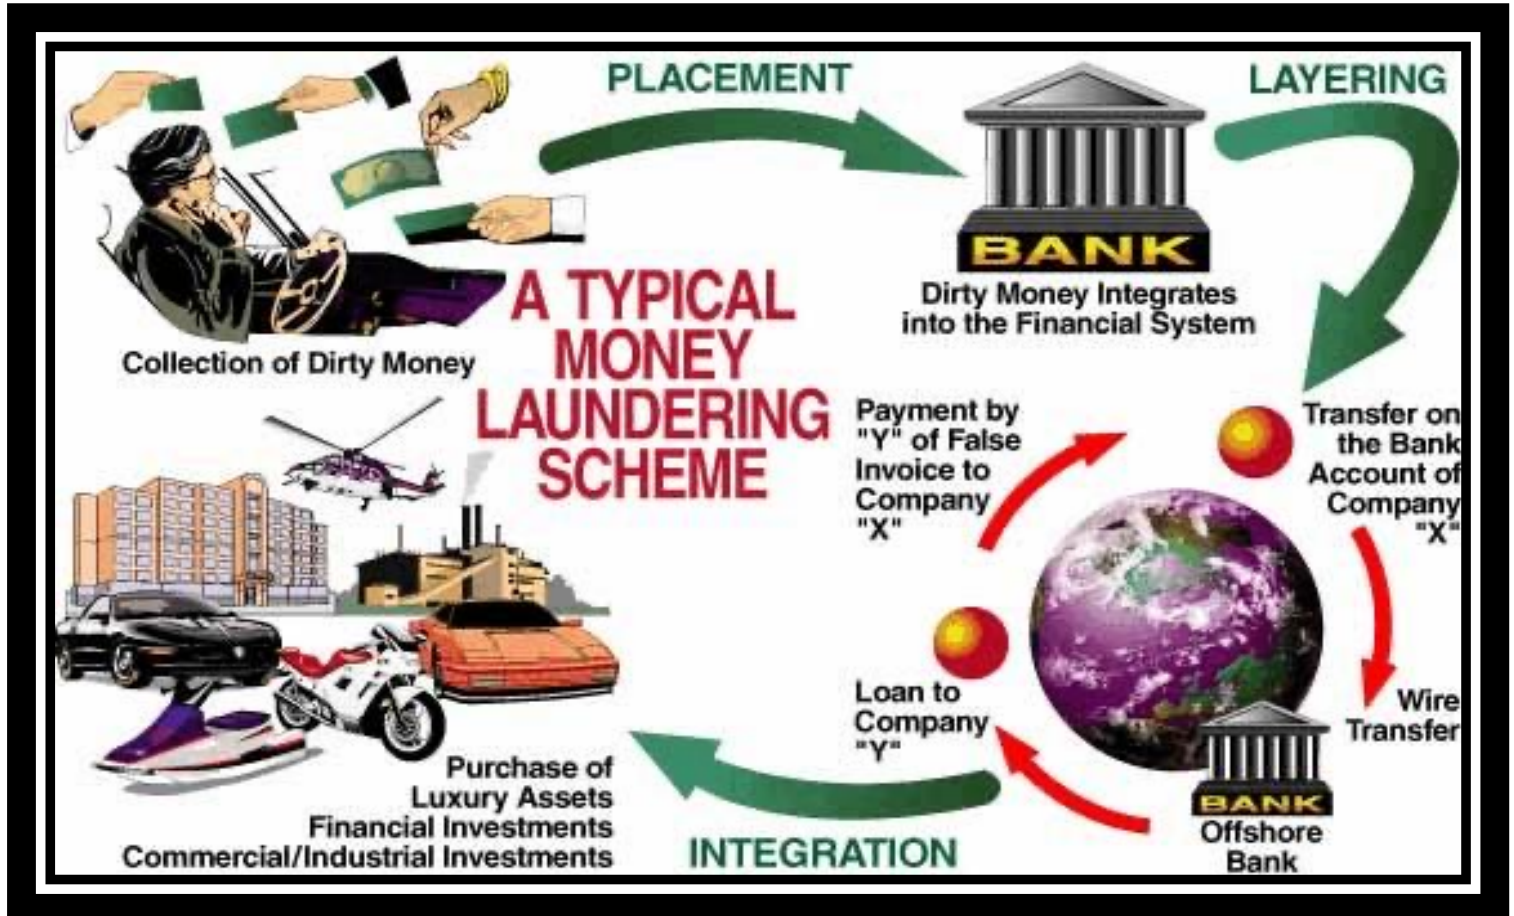 PLACEMENT
LAYERING
BANK
Dirty Money Integrates
into the Financial System
Collection of Dirty Money
A TYPICAL
MONEY
LAUNDERING
SCHEME
Payment by
"Y" of False
Invoice to
Company
"X"
Transfer on
the Bank
Account of
Company
"X"
Wire
Transfer
Loan to
Company
"Y"
BANK
Offshore
Bank
INTEGRATION
Purchase of
Luxury Assets
Financial Investments
Commercial/Industrial Investments